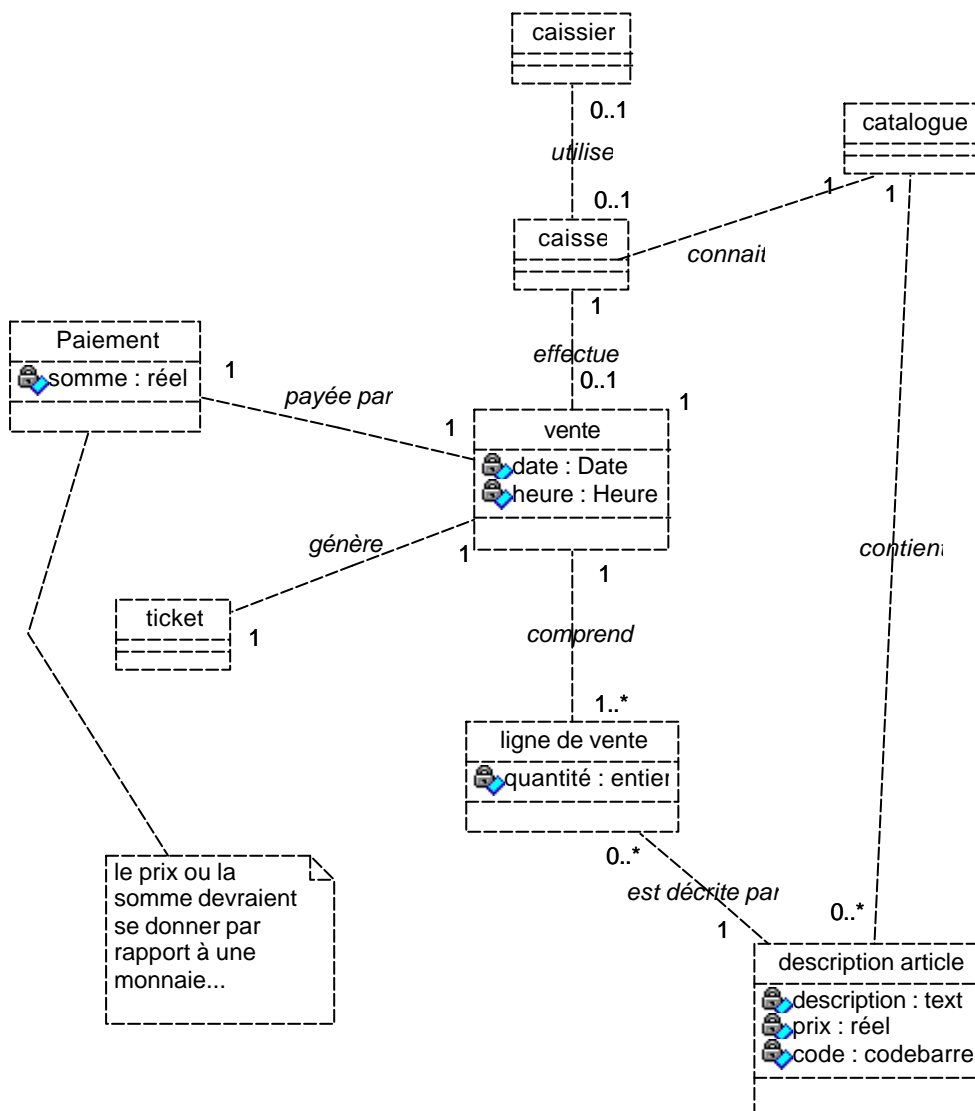 caissier
0..1
utilise
0..1
catalogue
1
1
connait
caisse
1
effectue
0..1
1
Paiement
somme : réel
1
payée par
1
vente
date : Date
heure : Heure
génère
1
1
ticket
1
comprend
1..*
contient
ligne de vente
quantité : entier
0..*
est décrite par
1
0..*
le prix ou la
somme devraient
se donner par
rapport à une
monnaie...
description article
description : text
prix : réel
code : codebarre